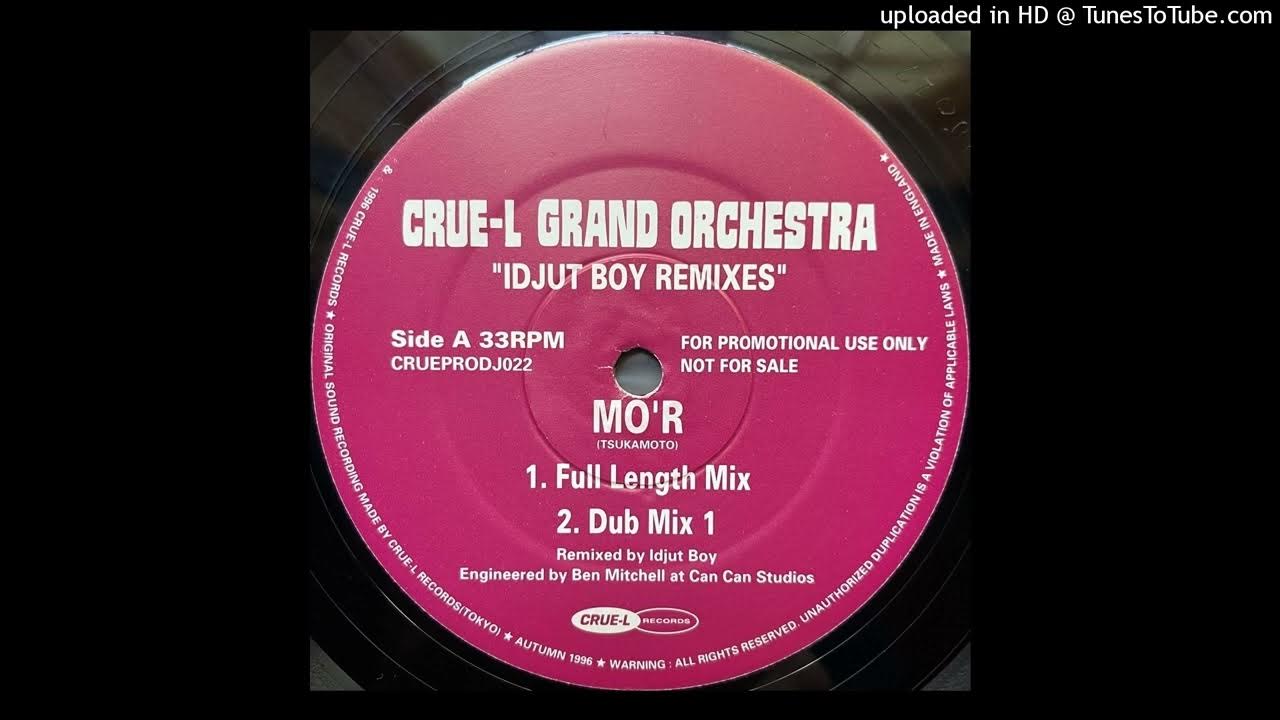 uploaded in HD @ TunesToTube.com
CRUE-L GRAND ORCHESTRA
"IDJUT BOY REMIXES"
Side A 33RPM
CRUEPRODJ022
FOR PROMOTIONAL USE ONLY
NOT FOR SALE
MO'R
(TSUKAMOTO)
1. Full Length Mix
2. Dub Mix 1
Remixed by Idjut Boy
Engineered by Ben Mitchell at Can Can Studios
CRUE-L RECORDS
& 1996 CRUE-L RECORDS ★ ORIGINAL SOUND RECORDING MADE BY CRUE-L RECORDS(TOKYO) ★ AUTUMN 1996 ★ WARNING : ALL RIGHTS RESERVED. UNAUTHORIZED DUPLICATION IS A VIOLATION OF APPLICABLE LAWS ★ MADE IN ENGLAND ★